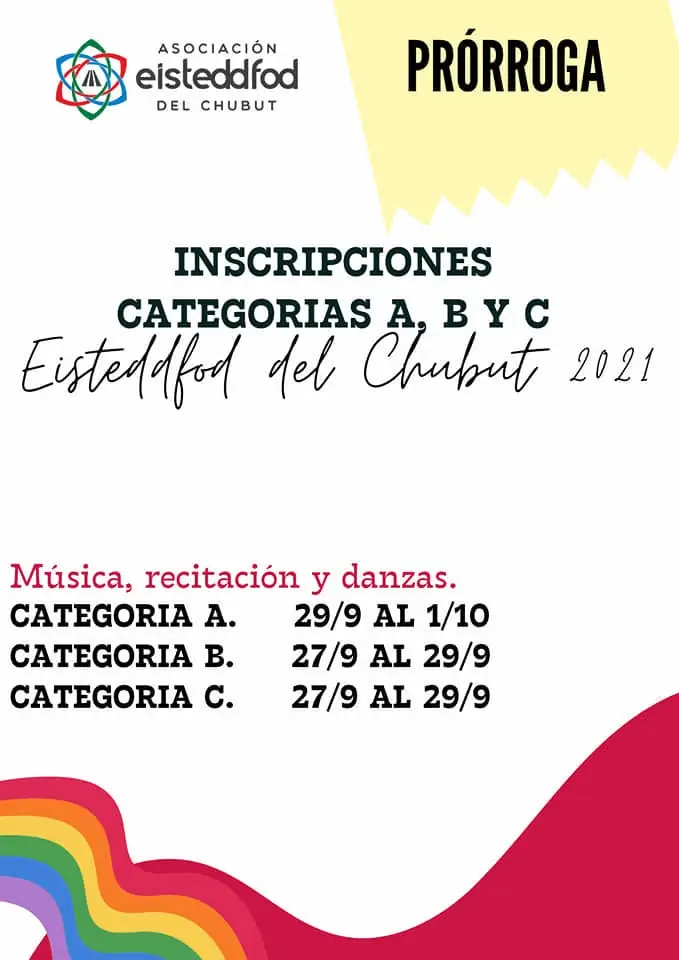 ASOCIACIÓN
eisteddfod
DEL CHUBUT
PRÓRROGA
INSCRIPCIONES
CATEGORIAS A, B Y C
Eisteddfod del Chubut 2021
Música, recitación y danzas.
CATEGORIA A. 29/9 AL 1/10
CATEGORIA B. 27/9 AL 29/9
CATEGORIA C. 27/9 AL 29/9